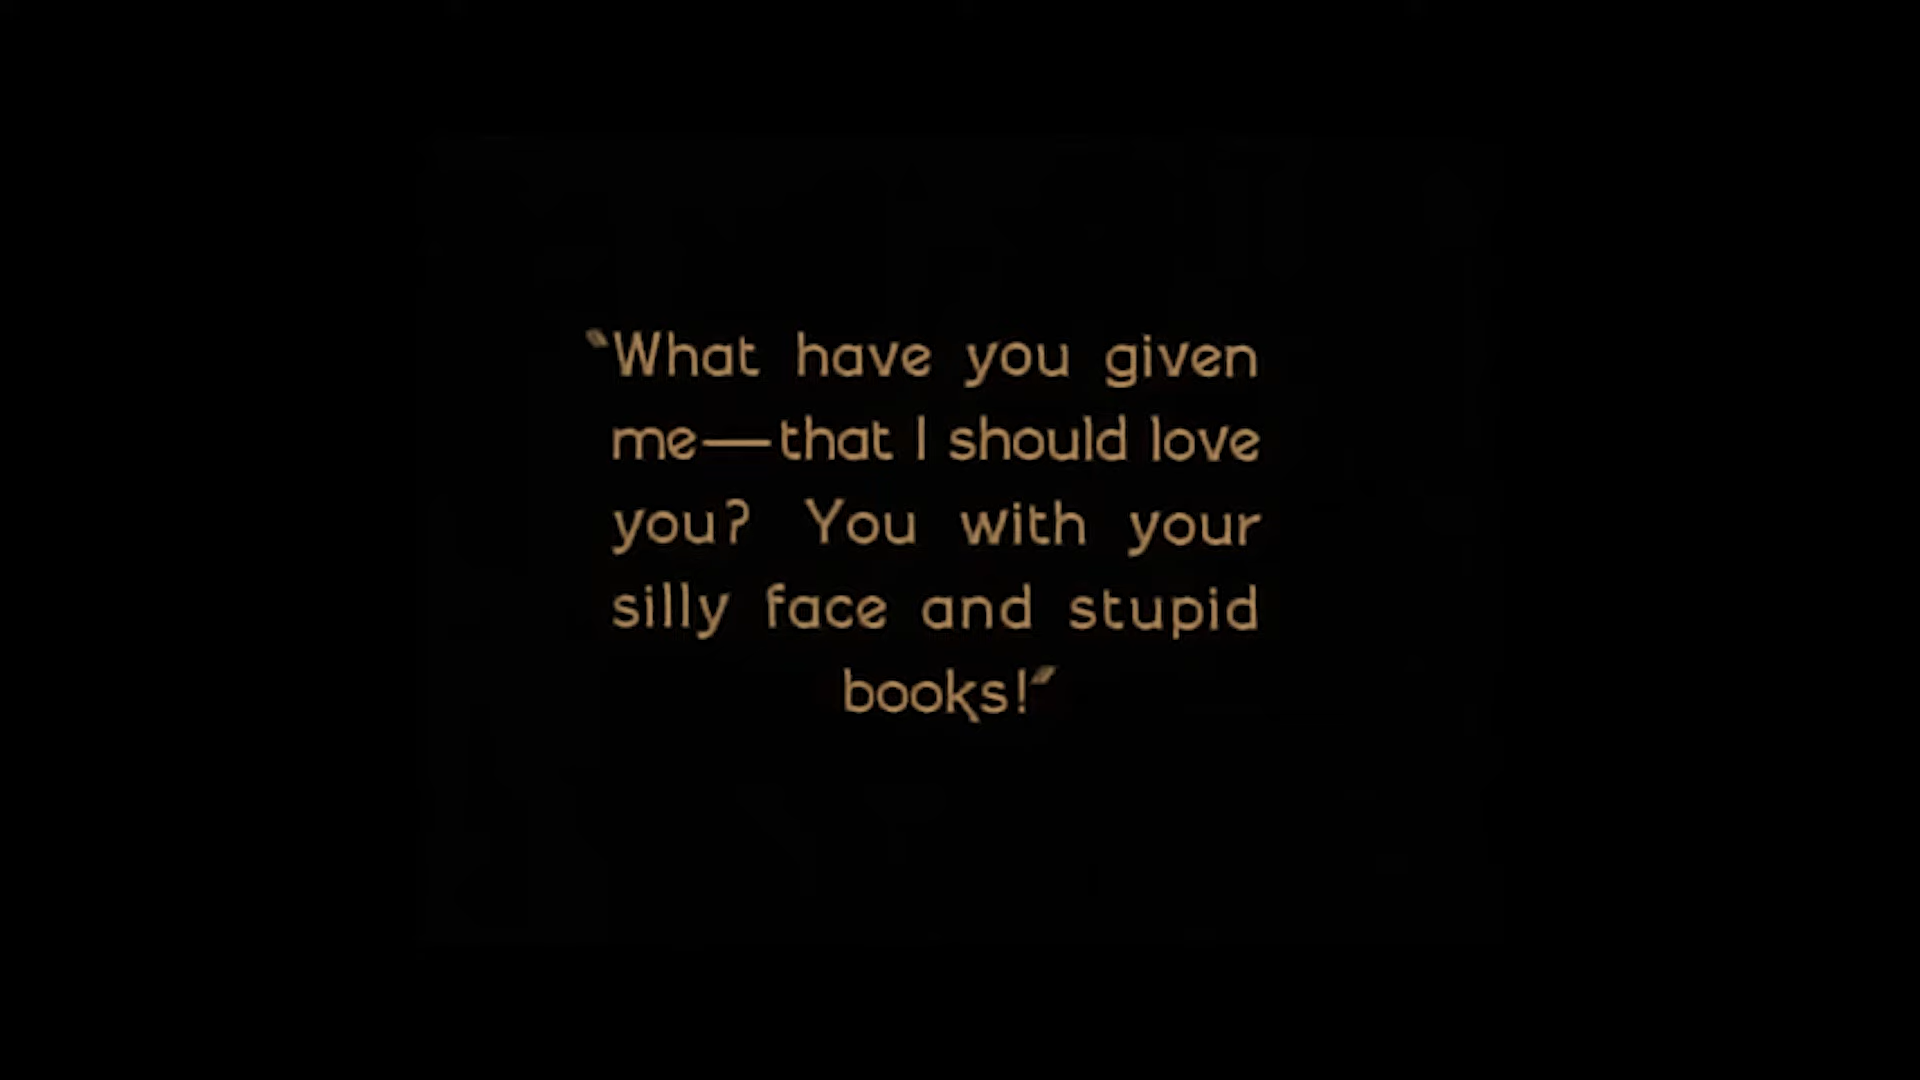 “What have you given
me—that I should love
you? You with your
silly face and stupid
books!”